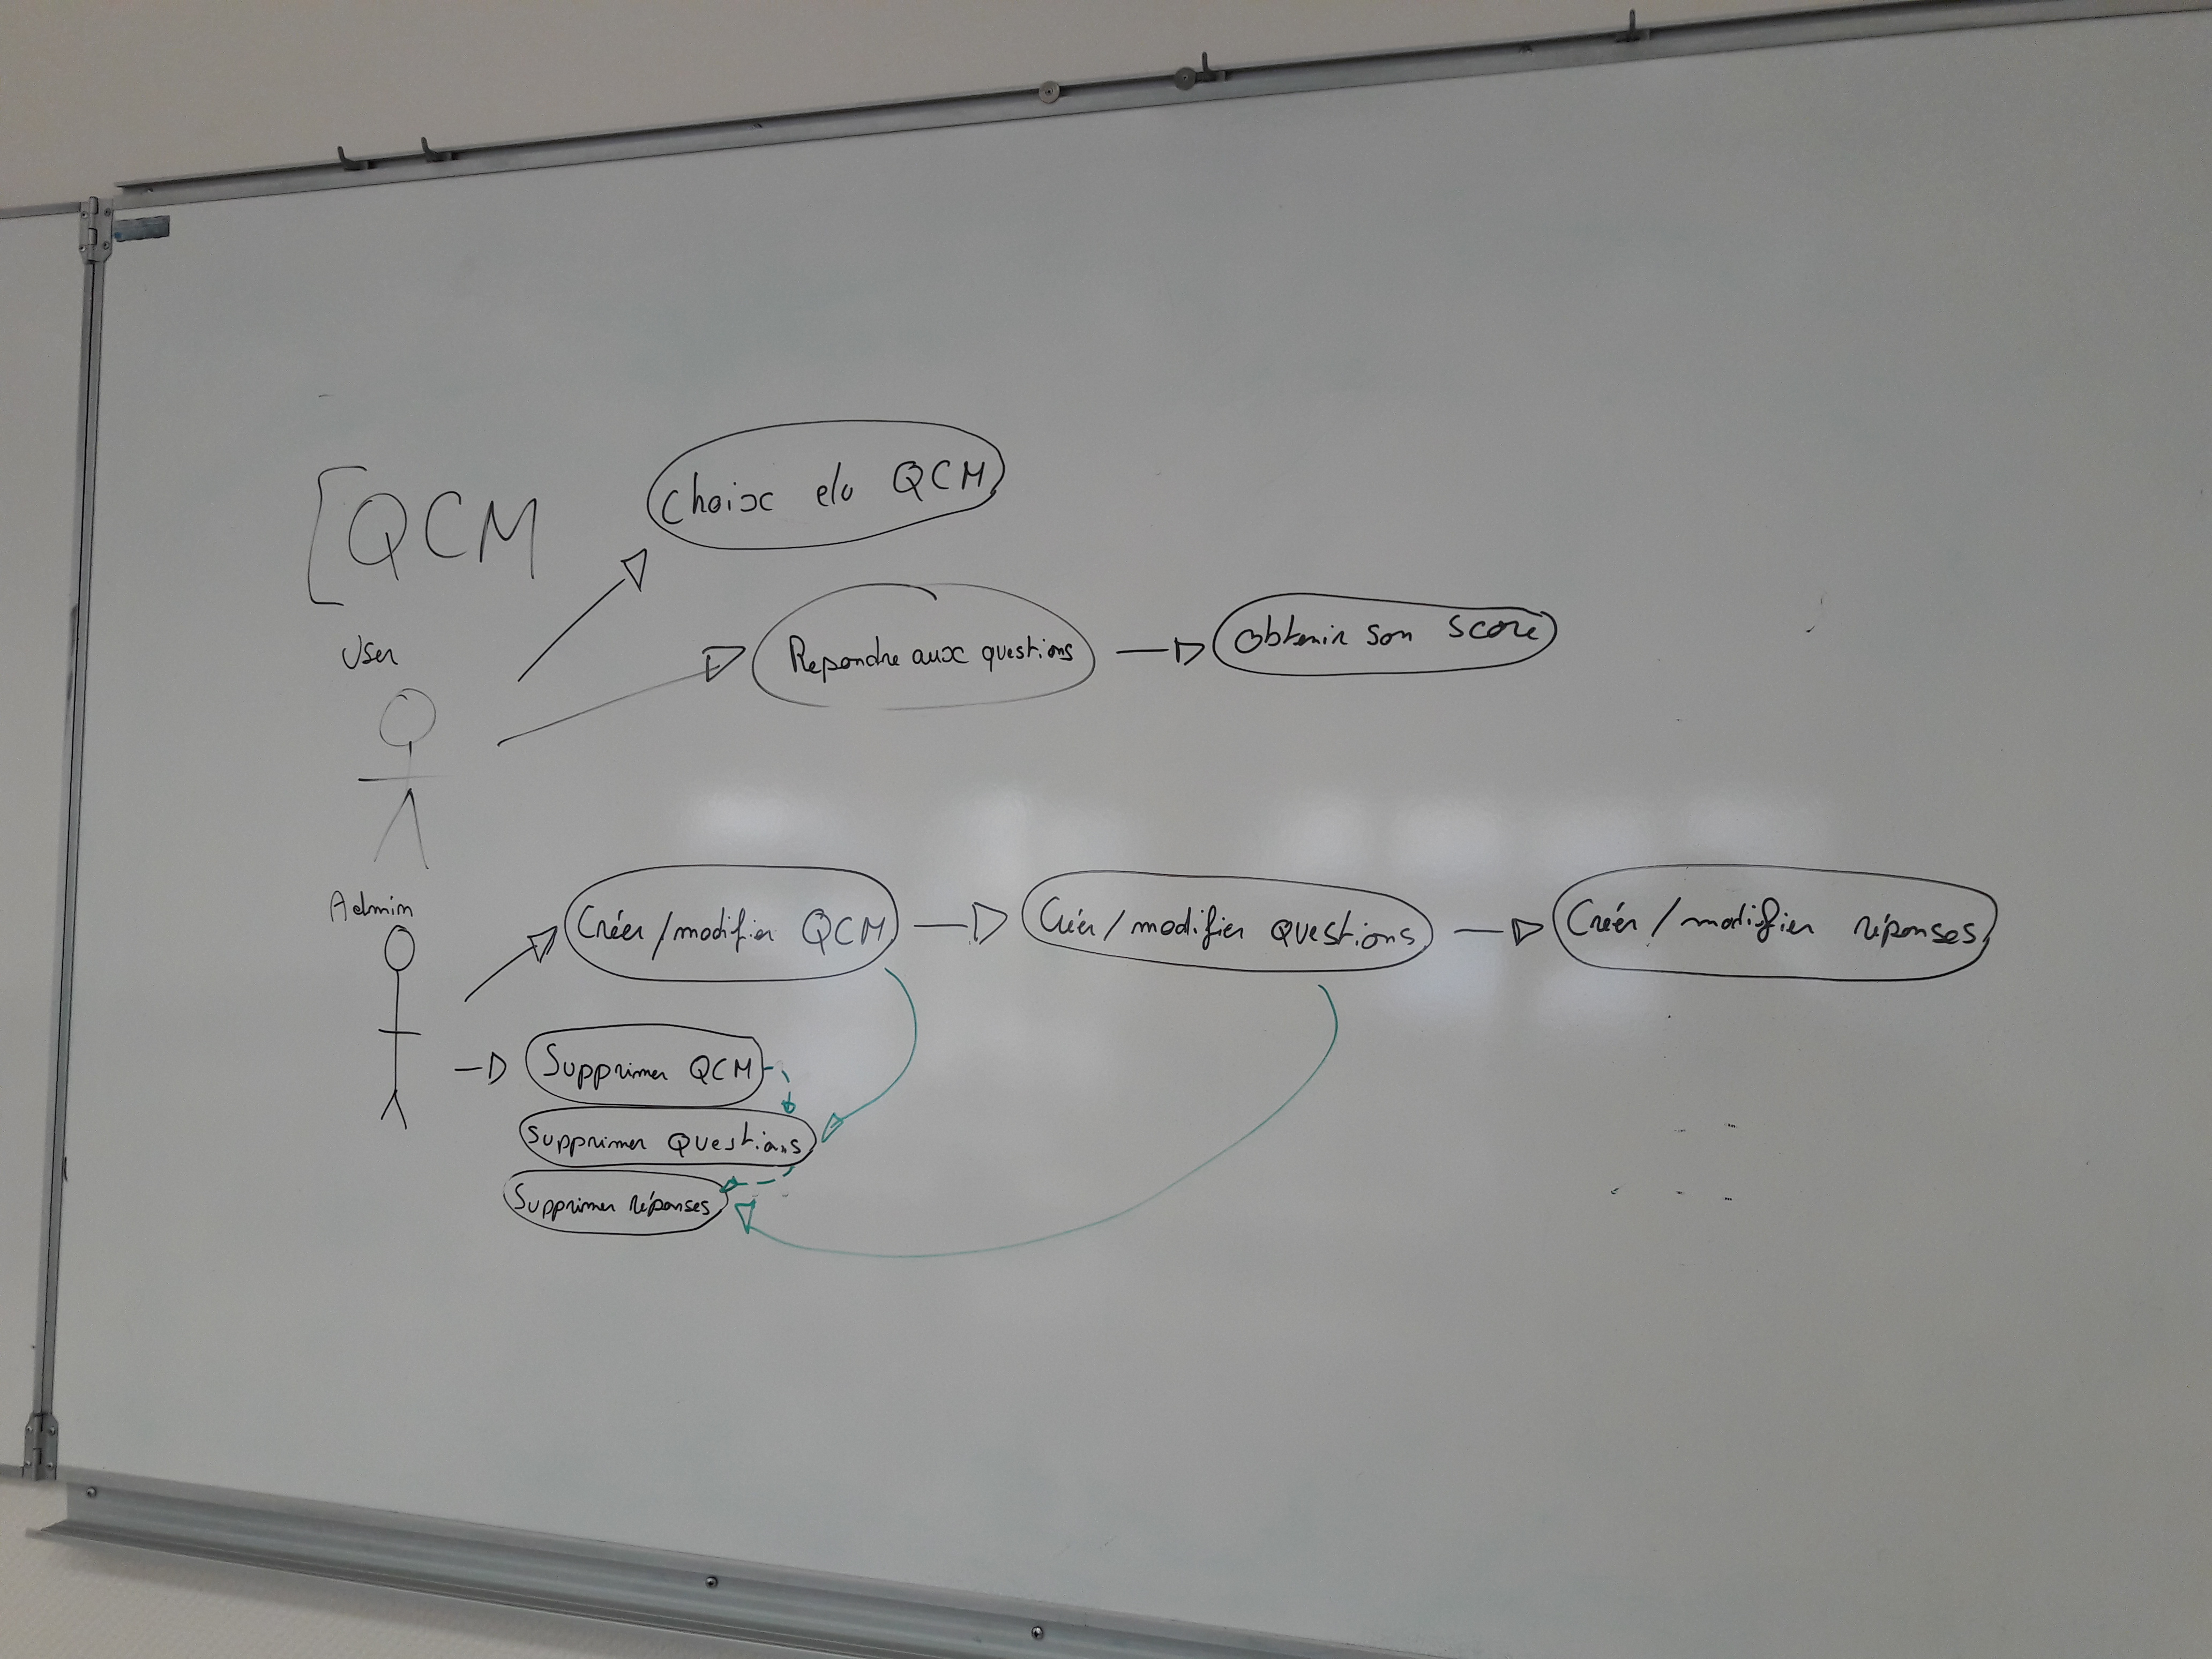 QCM
Choix du QCM
User
Repondre aux questions
Obtenir son score
Admin
Créer/modifier QCM
Créer/modifier questions
Créer/modifier réponses
Supprimer QCM
Supprimer Questions
Supprimer réponses